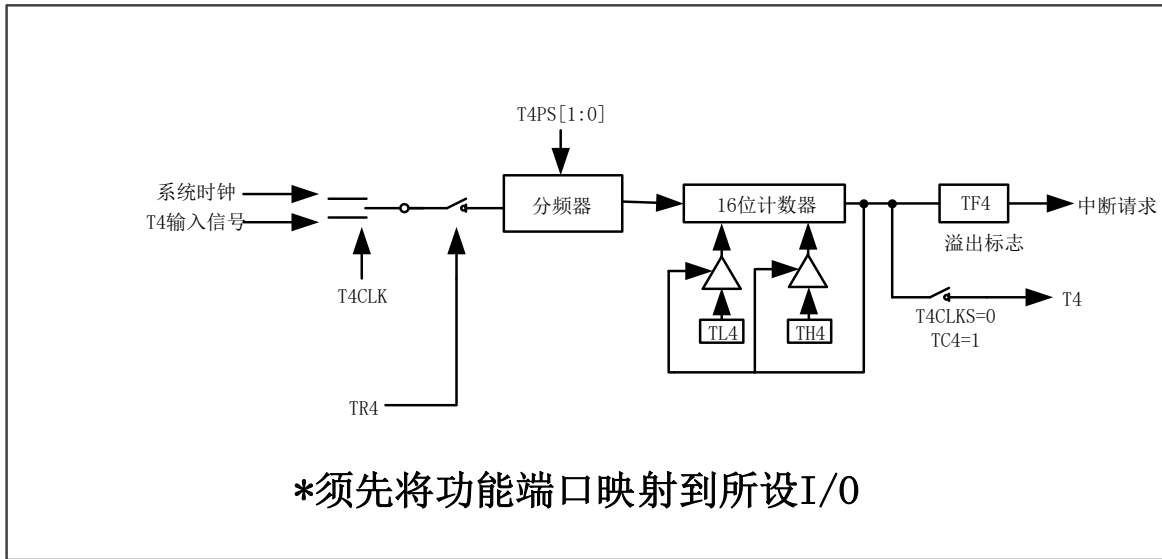 T4PS[1:0]
系统时钟
T4输入信号
分频器
16位计数器
TF4
中断请求
溢出标志
T4CLK
TL4
TH4
T4
T4CLKS=0
TC4=1
TR4
*须先将功能端口映射到所设I/O